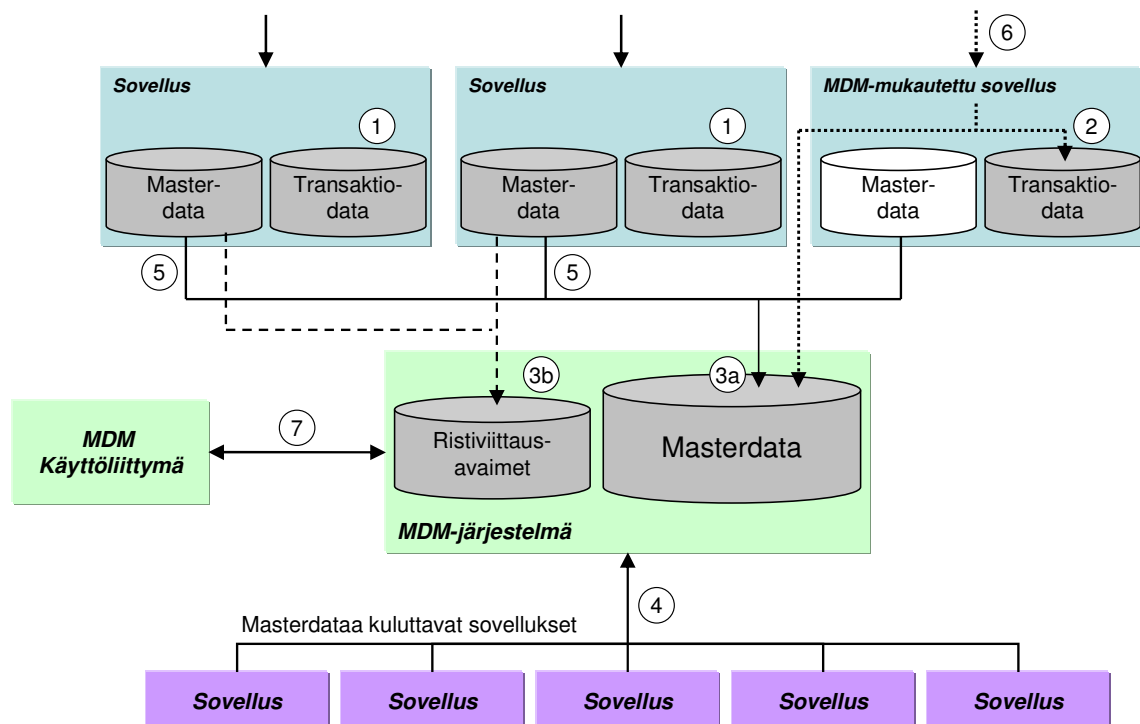 6
Sovellus
Sovellus
MDM-mukautettu sovellus
1
1
2
Master-
data
Transaktio-
data
Master-
data
Transaktio-
data
Master-
data
Transaktio-
data
5
5
3b
3a
MDM
Käyttöliittymä
7
Ristiviittaus-
avaimet
Masterdata
MDM-järjestelmä
4
Masterdataa kuluttavat sovellukset
Sovellus
Sovellus
Sovellus
Sovellus
Sovellus